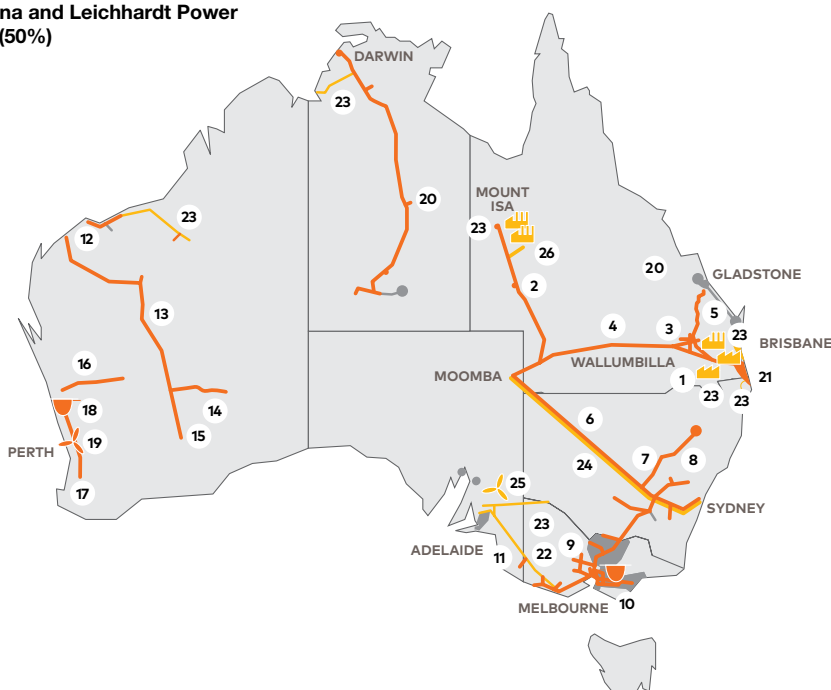 na and Leichhardt Power
(50%)
DARWIN
23
20
MOUNT
ISA
23
26
2
20
GLADSTONE
5
23
BRISBANE
3
4
WALLUMBILLA
1
23
23
21
MOOMBA
23
12
13
16
18
14
15
19
PERTH
17
6
24
7
8
SYDNEY
25
23
9
22
11
ADELAIDE
MELBOURNE
10